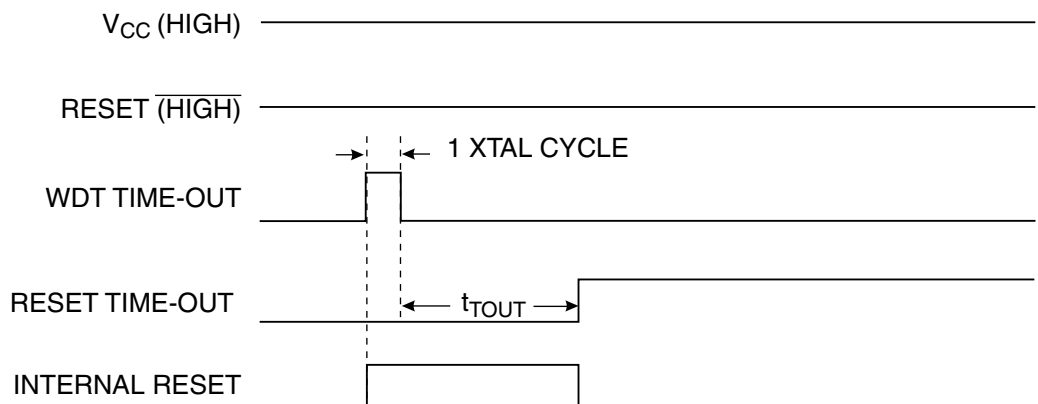 VCC (HIGH)
RESET (HIGH)
1 XTAL CYCLE
WDT TIME-OUT
RESET TIME-OUT
tTOUT
INTERNAL RESET